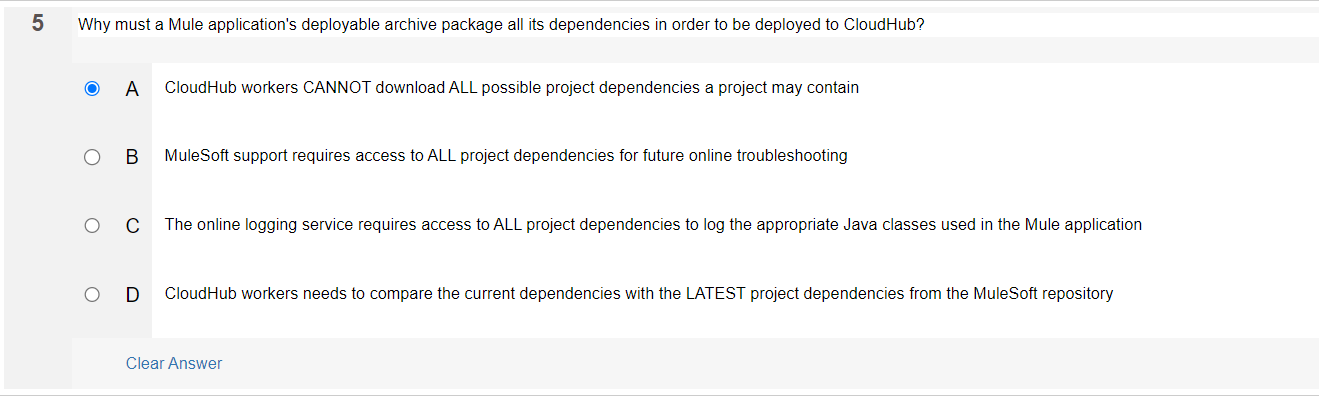 5 Why must a Mule application's deployable archive package all its dependencies in order to be deployed to CloudHub?
A CloudHub workers CANNOT download ALL possible project dependencies a project may contain
B MuleSoft support requires access to ALL project dependencies for future online troubleshooting
C The online logging service requires access to ALL project dependencies to log the appropriate Java classes used in the Mule application
D CloudHub workers needs to compare the current dependencies with the LATEST project dependencies from the MuleSoft repository
Clear Answer